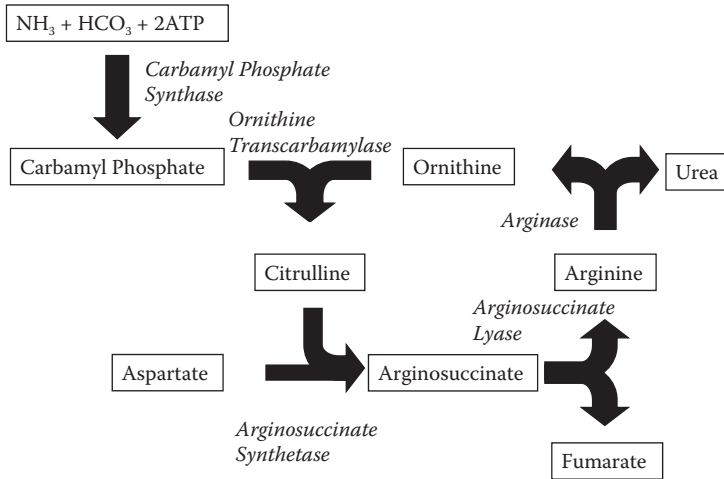 NH₃ + HCO₃ + 2ATP
Carbamyl Phosphate
Synthase
Ornithine
Transcarbamylase
Carbamyl Phosphate
Ornithine
Urea
Arginase
Citrulline
Arginine
Arginosuccinate
Lyase
Aspartate
Arginosuccinate
Arginosuccinate
Synthetase
Fumarate